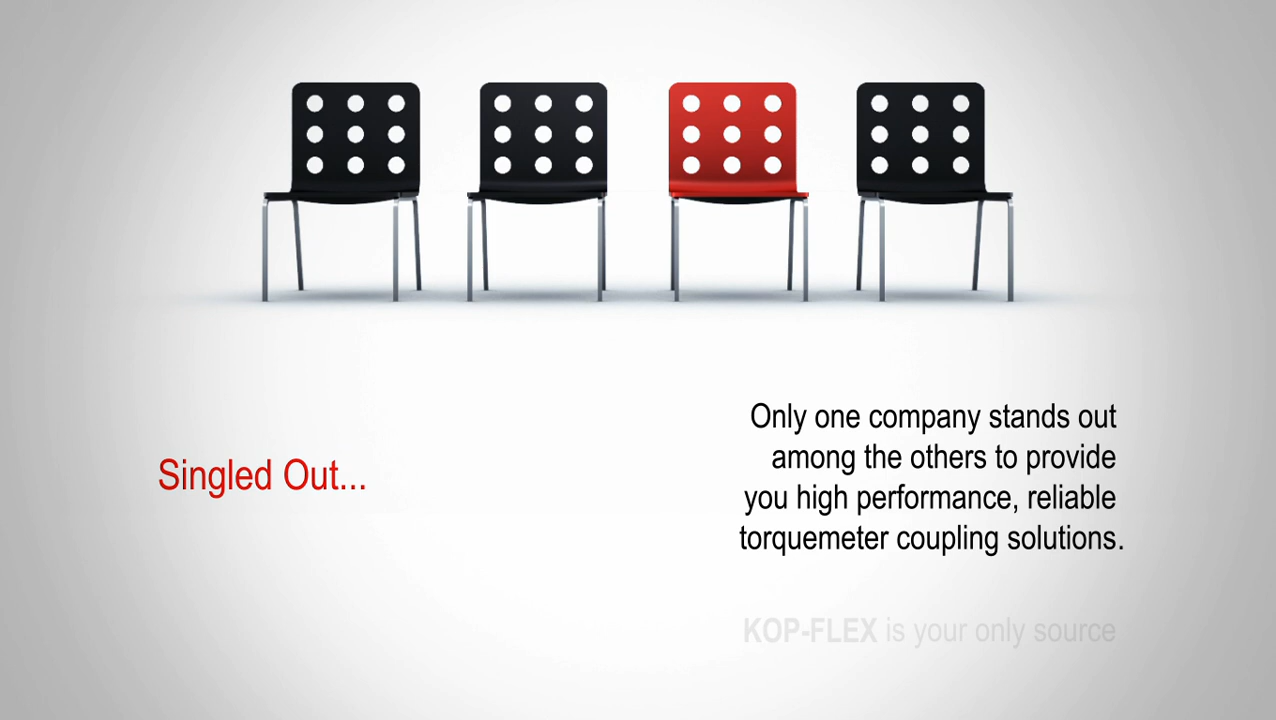 Singled Out...
Only one company stands out
among the others to provide
you high performance, reliable
torquemeter coupling solutions.
KOP-FLEX is your only source